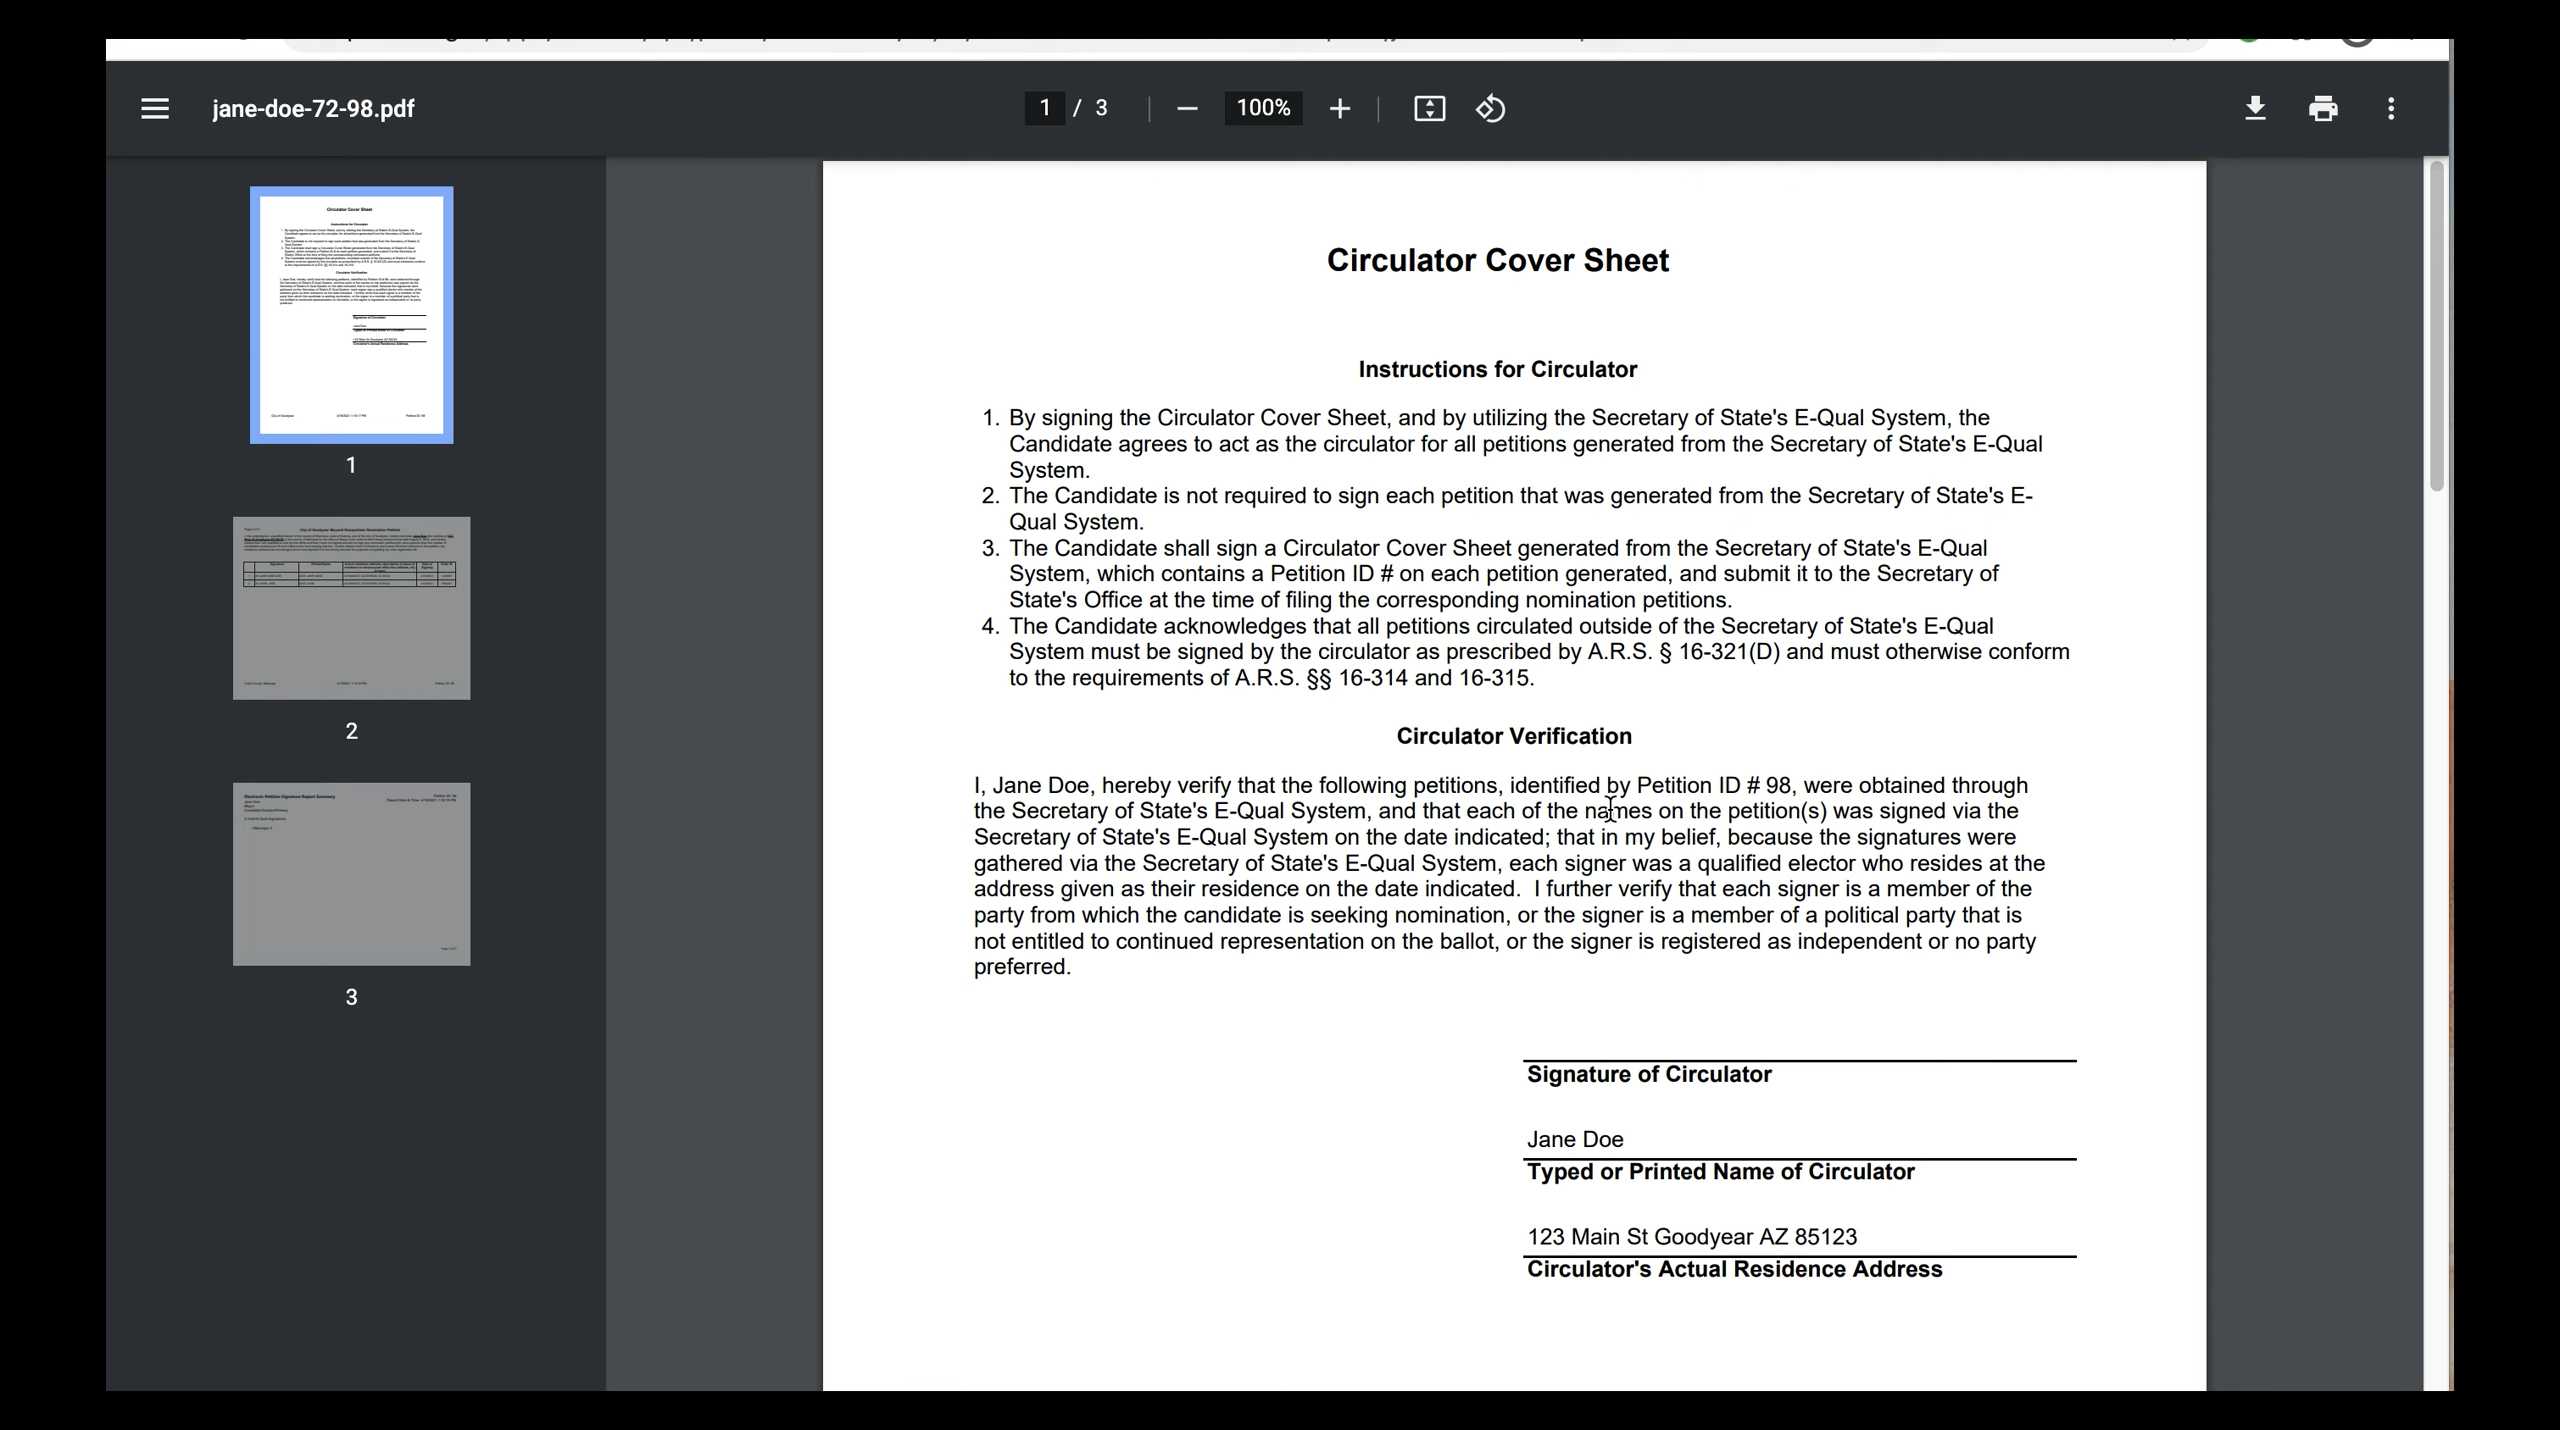 jane-doe-72-98.pdf
1 / 3
100%
Circulator Cover Sheet
Instructions for Circulator
1. By signing the Circulator Cover Sheet, and by utilizing the Secretary of State's E-Qual System, the
Candidate agrees to act as the circulator for all petitions generated from the Secretary of State's E-Qual
System.
2. The Candidate is not required to sign each petition that was generated from the Secretary of State's E-
Qual System.
3. The Candidate shall sign a Circulator Cover Sheet generated from the Secretary of State's E-Qual
System, which contains a Petition ID # on each petition generated, and submit it to the Secretary of
State's Office at the time of filing the corresponding nomination petitions.
4. The Candidate acknowledges that all petitions circulated outside of the Secretary of State's E-Qual
System must be signed by the circulator as prescribed by A.R.S. § 16-321(D) and must otherwise conform
to the requirements of A.R.S. §§ 16-314 and 16-315.
Circulator Verification
I, Jane Doe, hereby verify that the following petitions, identified by Petition ID # 98, were obtained through
the Secretary of State's E-Qual System, and that each of the names on the petition(s) was signed via the
Secretary of State's E-Qual System on the date indicated; that in my belief, because the signatures were
gathered via the Secretary of State's E-Qual System, each signer was a qualified elector who resides at the
address given as their residence on the date indicated.  I further verify that each signer is a member of the
party from which the candidate is seeking nomination, or the signer is a member of a political party that is
not entitled to continued representation on the ballot, or the signer is registered as independent or no party
preferred.
Signature of Circulator
Jane Doe
Typed or Printed Name of Circulator
123 Main St Goodyear AZ 85123
Circulator's Actual Residence Address
Circulator Cover Sheet
Instructions for Circulator
Circulator Verification
1
2
Electronic Petition Signature Report Summary
3